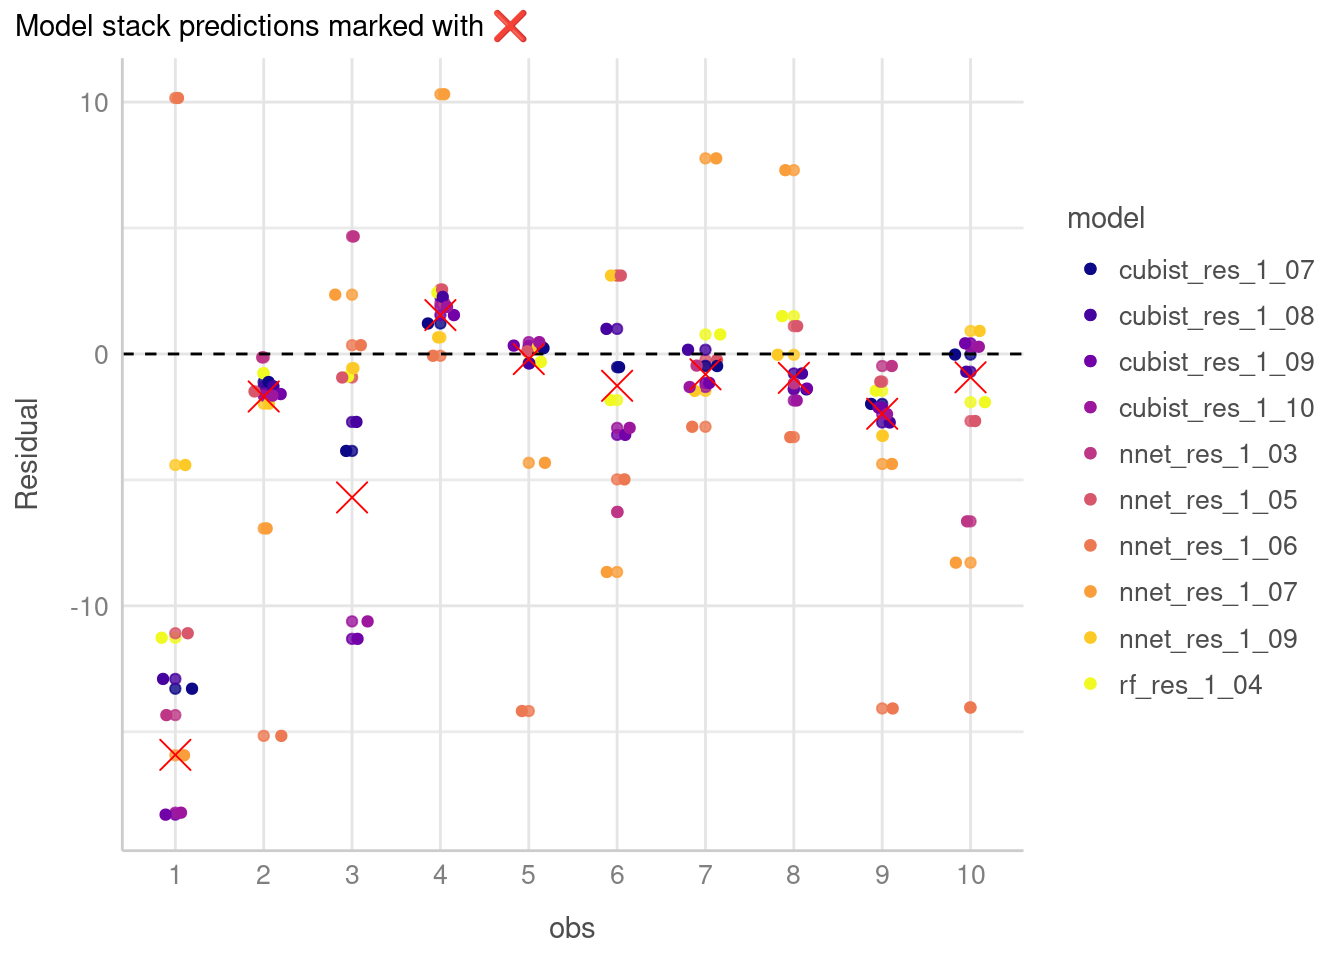 Model stack predictions marked with ❌
10
0
-10
Residual
1 2 3 4 5 6 7 8 9 10
obs
model
cubist_res_1_07
cubist_res_1_08
cubist_res_1_09
cubist_res_1_10
nnet_res_1_03
nnet_res_1_05
nnet_res_1_06
nnet_res_1_07
nnet_res_1_09
rf_res_1_04